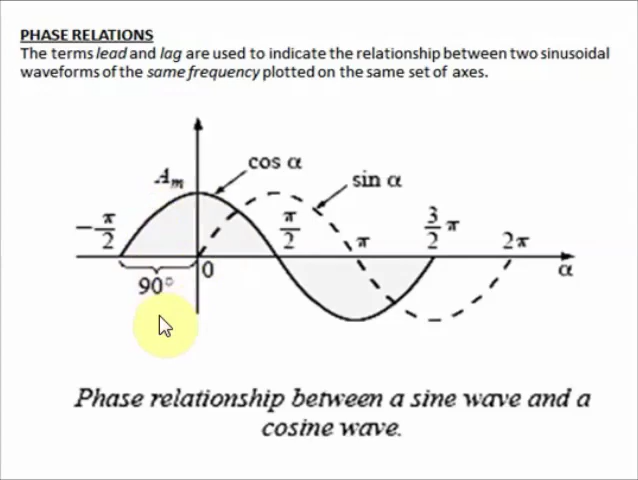 PHASE RELATIONS
The terms lead and lag are used to indicate the relationship between two sinusoidal
waveforms of the same frequency plotted on the same set of axes.
Aₘ
cos α
sin α
−π/2
π/2
π
3/2 π
2π
0
α
90°
Phase relationship between a sine wave and a
cosine wave.